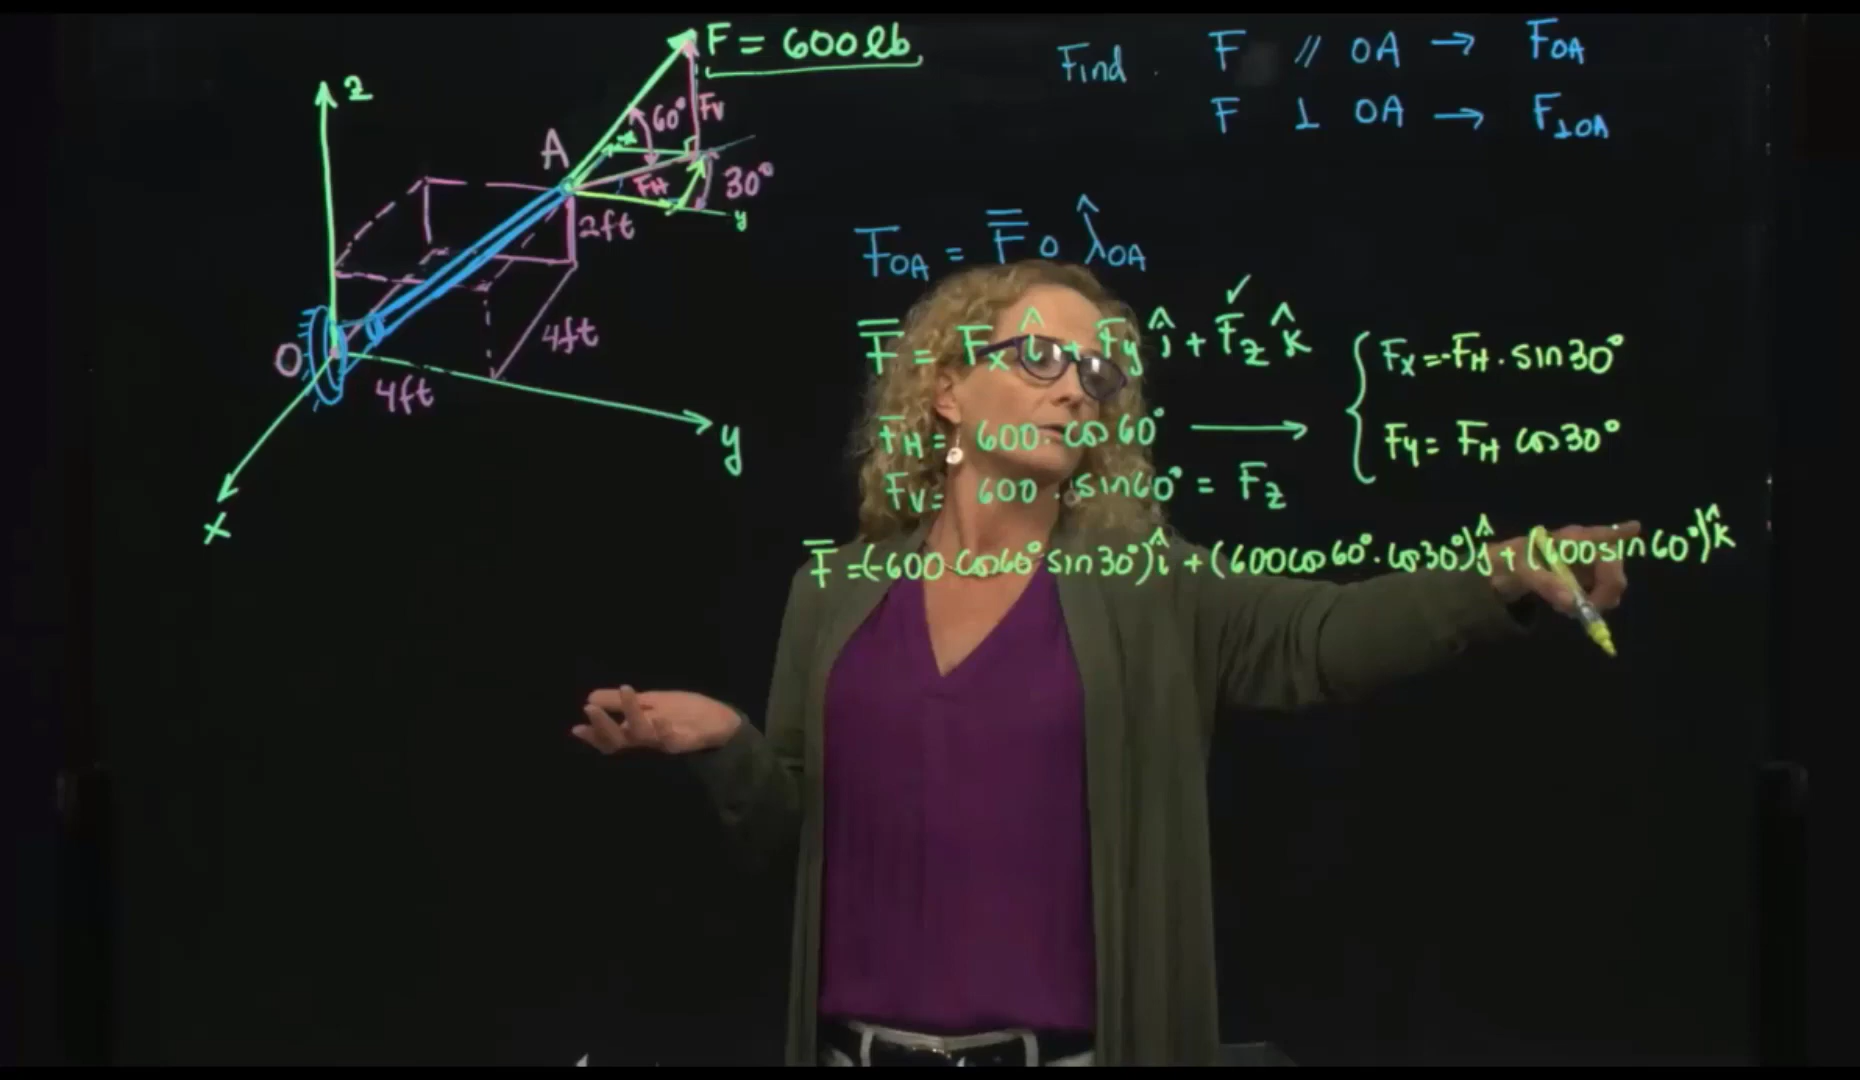 F = 600 lb
z
60°
Fv
x
A
FH
30°
y
2ft
4ft
O
4ft
y
x
Find . F // OA → FOA
F ⊥ OA → F⊥OA
FOA = F̿ ∘ λ̂OA
F̿ = Fx î + Fy ĵ + Fz k̂ ✓
{ Fx = -FH . sin30°
Fy = FH cos30°
FH = 600 . cos 60° →
Fv = 600 . sin60° = Fz
F̄ = (-600 cos60° sin30°) î + (600 cos60° . cos30°) ĵ + (600 sin60°) k̂